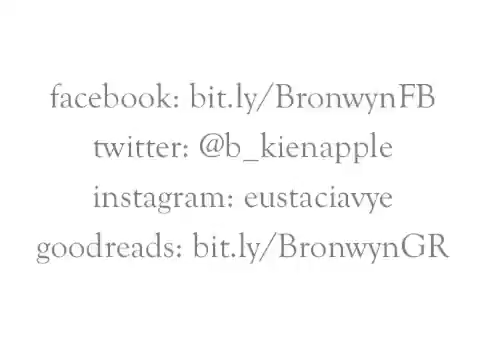 facebook: bit.ly/BronwynFB
twitter: @b_kienapple
instagram: eustaciavye
goodreads: bit.ly/BronwynGR